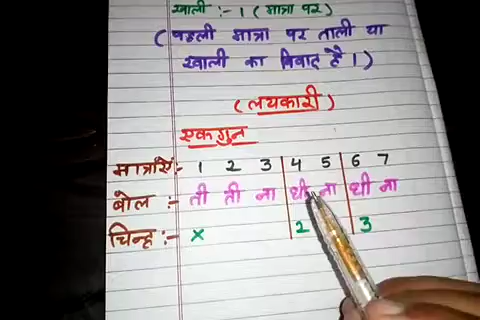 खाली :- 1 ( मात्रा पर )
( पहली मात्रा पर ताली या
खाली का विवाद है । )
( लयकारी )
एकगुन
मात्राएं :- 1 2 3 4 5 6 7
बोल :- ती ती ना धी ना धी ना
चिन्ह :- x 2 3